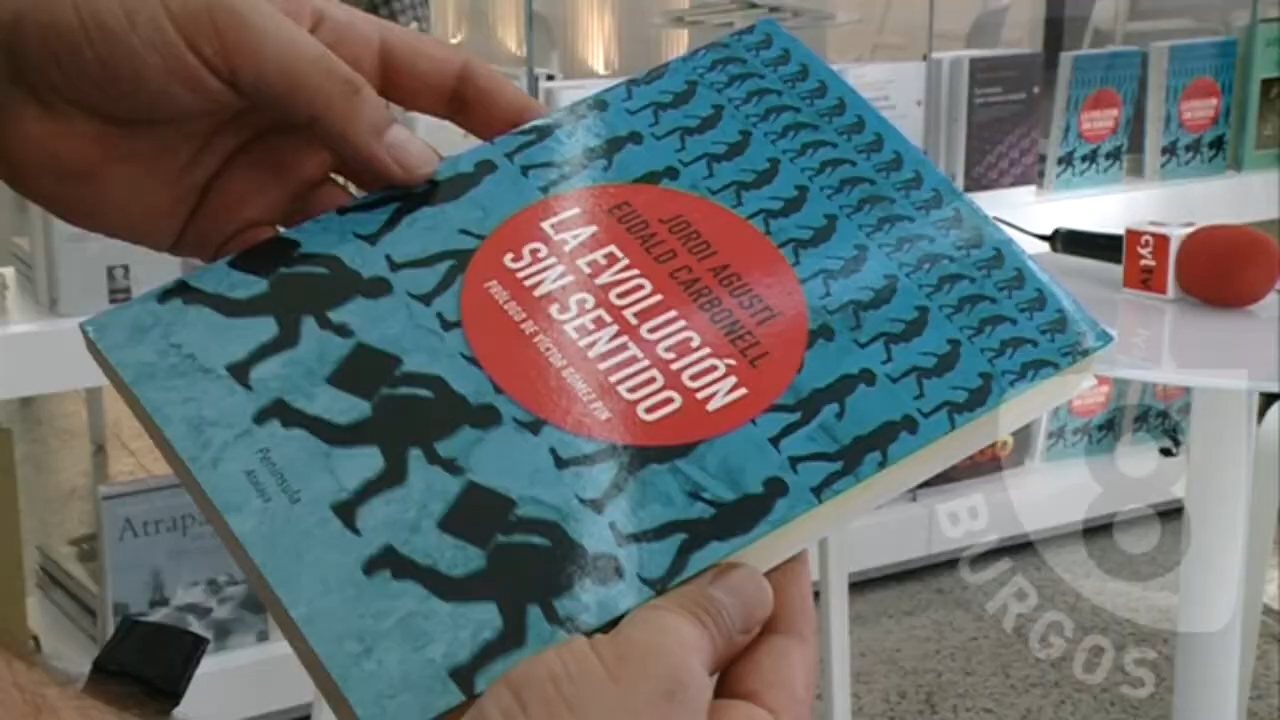 JORDI AGUSTÍ
EUDALD CARBONELL
LA EVOLUCIÓN
SIN SENTIDO
PRÓLOGO DE VÍCTOR GÓMEZ PIN
Península
Atalaya
Atrapa
cyl
8
BURGOS